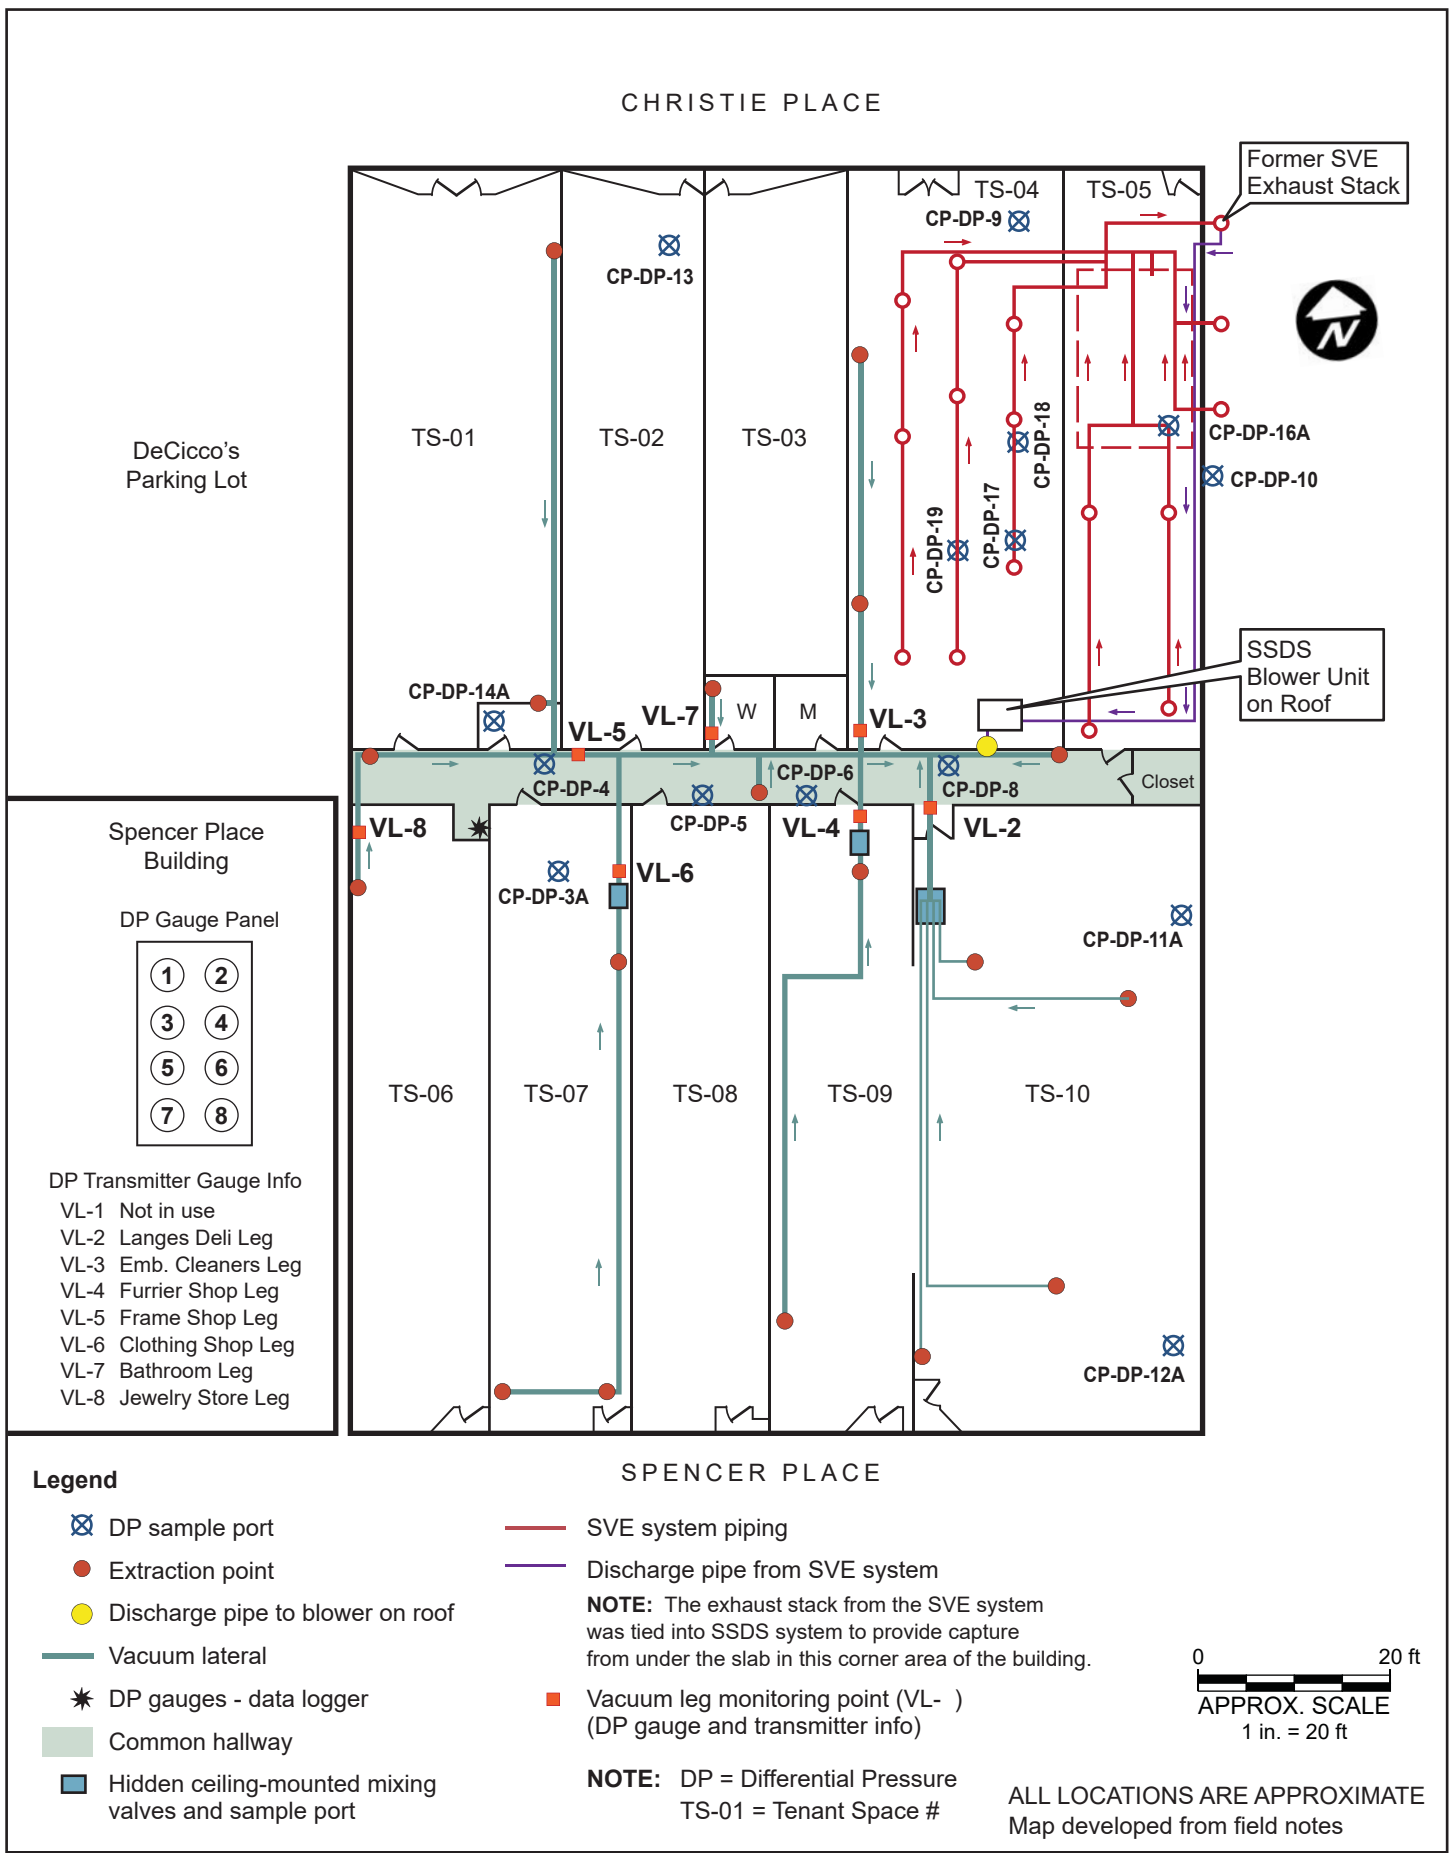 CHRISTIE PLACE
Former SVE
Exhaust Stack
TS-04
TS-05
CP-DP-9
CP-DP-13
N
TS-01
TS-02
TS-03
DeCicco's
Parking Lot
CP-DP-18
CP-DP-16A
CP-DP-10
CP-DP-17
CP-DP-19
SSDS
Blower Unit
on Roof
CP-DP-14A
VL-7
W
M
VL-3
VL-5
CP-DP-4
CP-DP-6
CP-DP-8
Closet
CP-DP-5
VL-8
VL-4
VL-2
VL-6
CP-DP-3A
CP-DP-11A
TS-06
TS-07
TS-08
TS-09
TS-10
CP-DP-12A
Spencer Place
Building
DP Gauge Panel
1 2
3 4
5 6
7 8
DP Transmitter Gauge Info
VL-1 Not in use
VL-2 Langes Deli Leg
VL-3 Emb. Cleaners Leg
VL-4 Furrier Shop Leg
VL-5 Frame Shop Leg
VL-6 Clothing Shop Leg
VL-7 Bathroom Leg
VL-8 Jewelry Store Leg
SPENCER PLACE
Legend
DP sample port
Extraction point
Discharge pipe to blower on roof
Vacuum lateral
DP gauges - data logger
Common hallway
Hidden ceiling-mounted mixing
valves and sample port
SVE system piping
Discharge pipe from SVE system
NOTE: The exhaust stack from the SVE system
was tied into SSDS system to provide capture
from under the slab in this corner area of the building.
Vacuum leg monitoring point (VL- )
(DP gauge and transmitter info)
NOTE: DP = Differential Pressure
TS-01 = Tenant Space #
0 20 ft
APPROX. SCALE
1 in. = 20 ft
ALL LOCATIONS ARE APPROXIMATE
Map developed from field notes